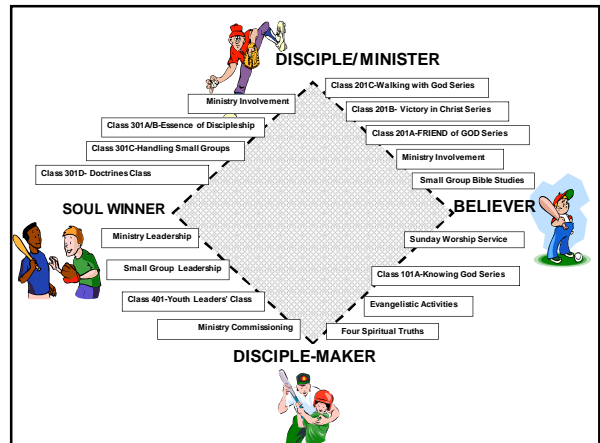 DISCIPLE/ MINISTER
Class 201C-Walking with God Series
Ministry Involvement
Class 201B- Victory in Christ Series
Class 301A/B-Essence of Discipleship
Class 201A-FRIEND of GOD Series
Class 301C-Handling Small Groups
Ministry Involvement
Class 301D- Doctrines Class
Small Group Bible Studies
SOUL WINNER
BELIEVER
Ministry Leadership
Sunday Worship Service
Small Group Leadership
Class 101A-Knowing God Series
Class 401-Youth Leaders' Class
Evangelistic Activities
Ministry Commissioning
Four Spiritual Truths
DISCIPLE-MAKER